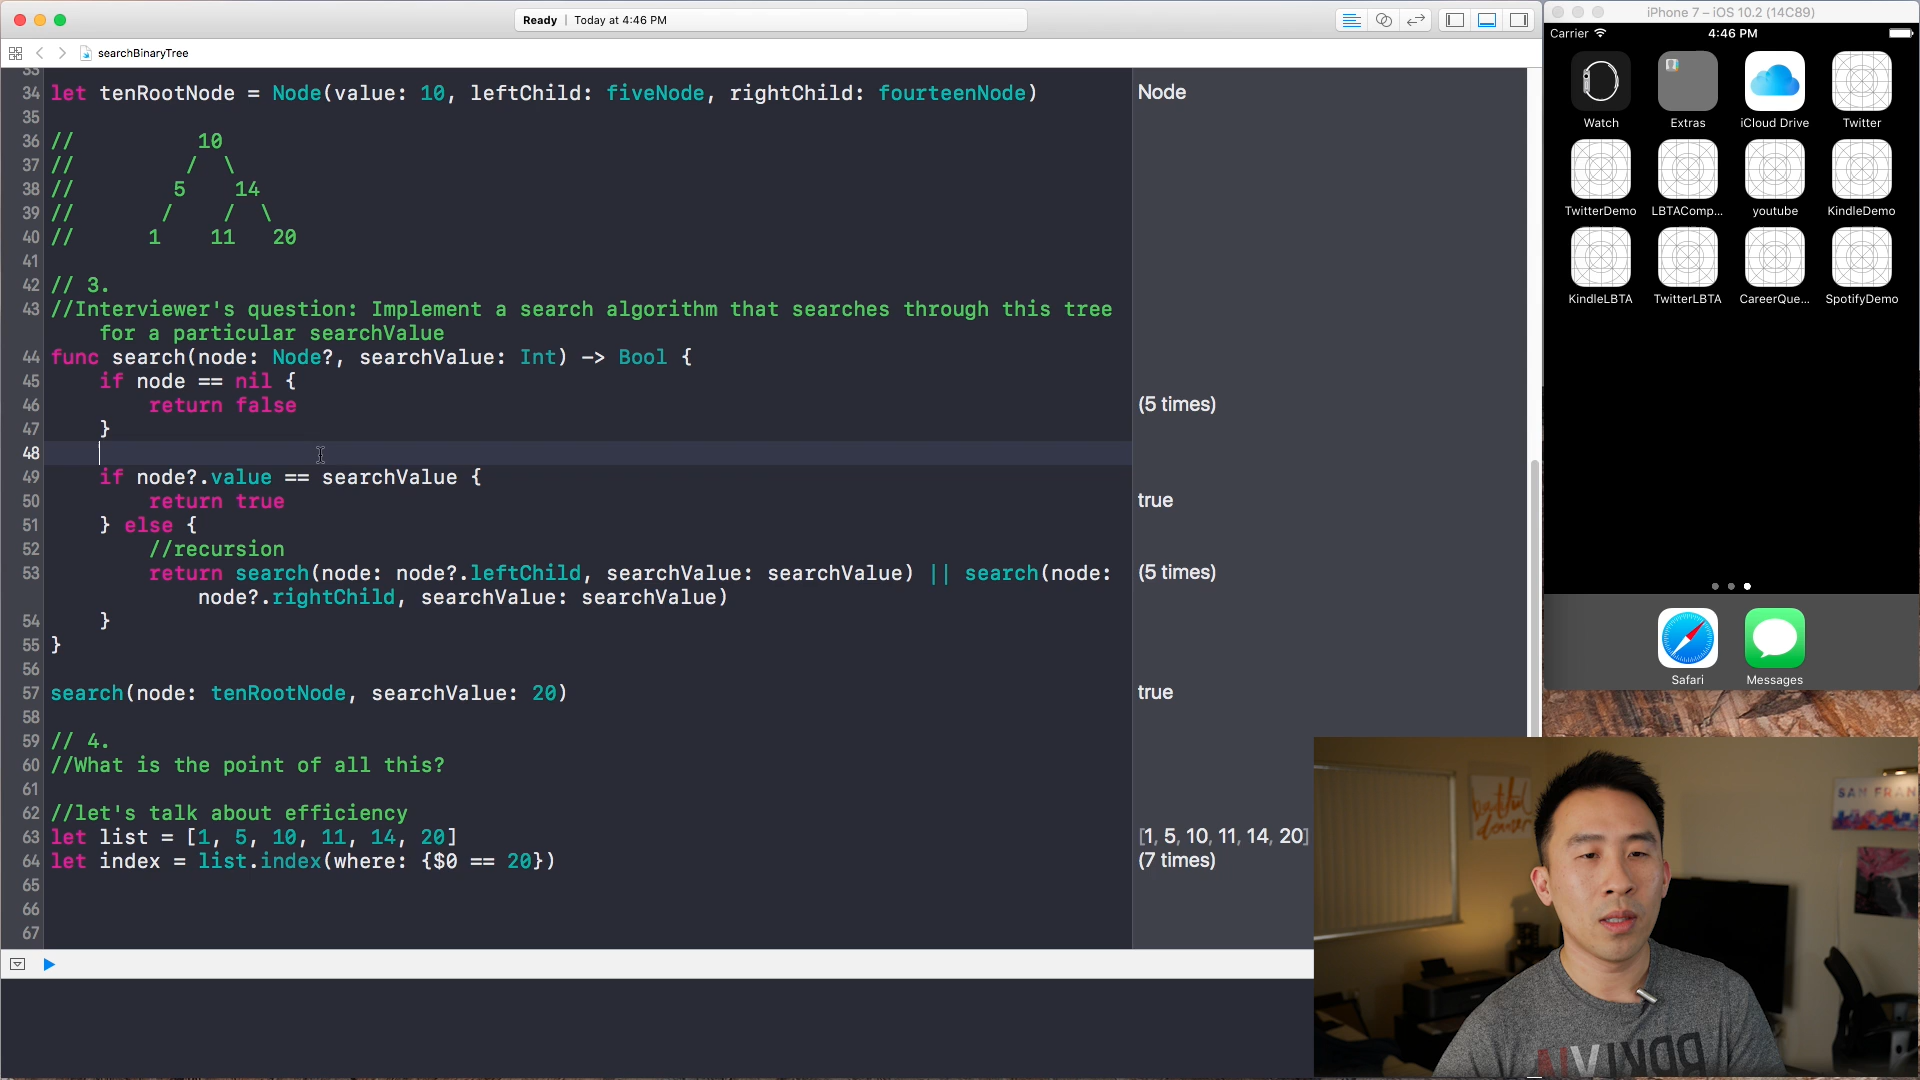 Ready | Today at 4:46 PM
searchBinaryTree
33
34 let tenRootNode = Node(value: 10, leftChild: fiveNode, rightChild: fourteenNode)
Node
35
36 // 10
37 // / \
38 // 5 14
39 // / / \
40 // 1 11 20
41
42 // 3.
43 //Interviewer's question: Implement a search algorithm that searches through this tree
for a particular searchValue
44 func search(node: Node?, searchValue: Int) -> Bool {
45 if node == nil {
46 return false
(5 times)
47 }
48
49 if node?.value == searchValue {
50 return true
true
51 } else {
52 //recursion
53 return search(node: node?.leftChild, searchValue: searchValue) || search(node:
(5 times)
node?.rightChild, searchValue: searchValue)
54 }
55 }
56
57 search(node: tenRootNode, searchValue: 20)
true
58
59 // 4.
60 //What is the point of all this?
61
62 //let's talk about efficiency
63 let list = [1, 5, 10, 11, 14, 20]
[1, 5, 10, 11, 14, 20]
64 let index = list.index(where: {$0 == 20})
(7 times)
65
66
67
iPhone 7 – iOS 10.2 (14C89)
Carrier 4:46 PM
Watch Extras iCloud Drive Twitter
TwitterDemo LBTAComp... youtube KindleDemo
KindleLBTA TwitterLBTA CareerQue... SpotifyDemo
Safari Messages
SAN FRAN
beautiful